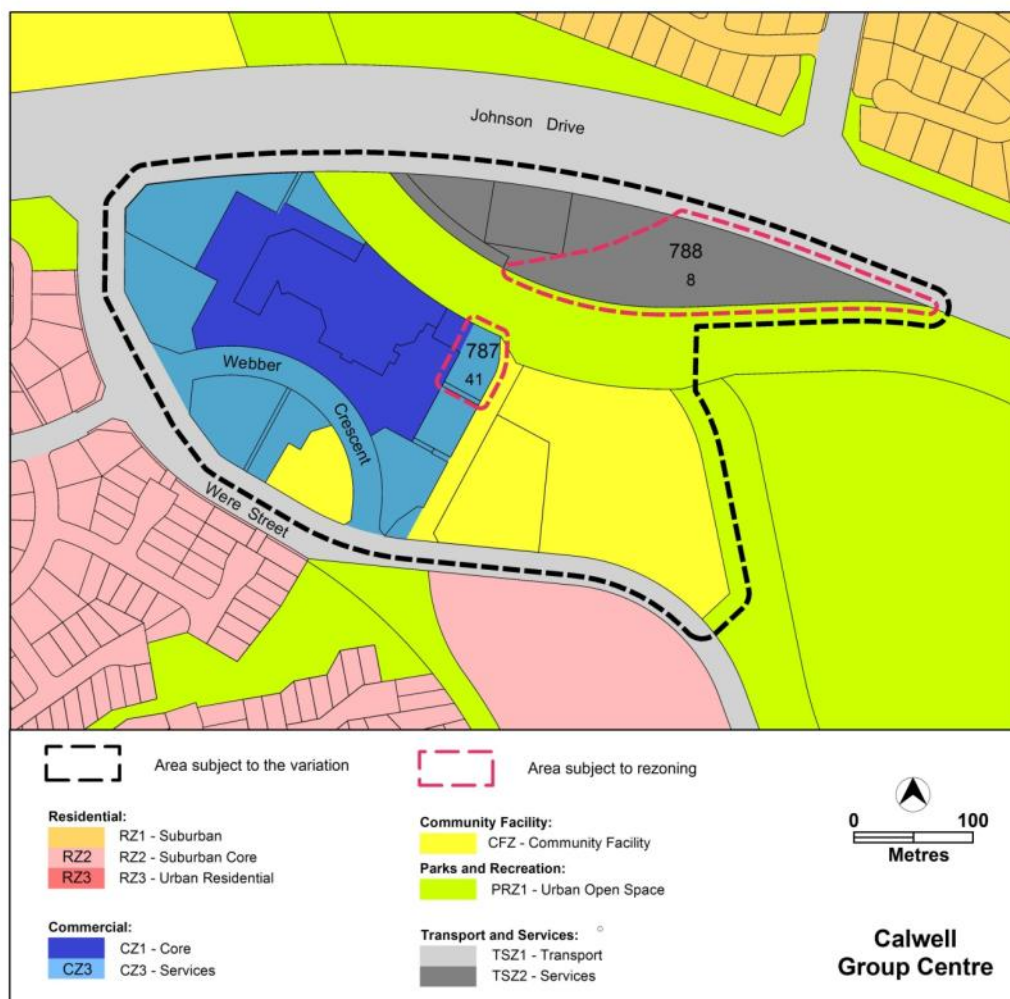 Johnson Drive
788
8
787
41
Webber
Crescent
Were Street
Area subject to the variation
Area subject to rezoning
Residential:
RZ1 - Suburban
RZ2 RZ2 - Suburban Core
RZ3 RZ3 - Urban Residential
Commercial:
CZ1 - Core
CZ3 CZ3 - Services
Community Facility:
CFZ - Community Facility
Parks and Recreation:
PRZ1 - Urban Open Space
Transport and Services:
TSZ1 - Transport
TSZ2 - Services
0 100
Metres
Calwell
Group Centre